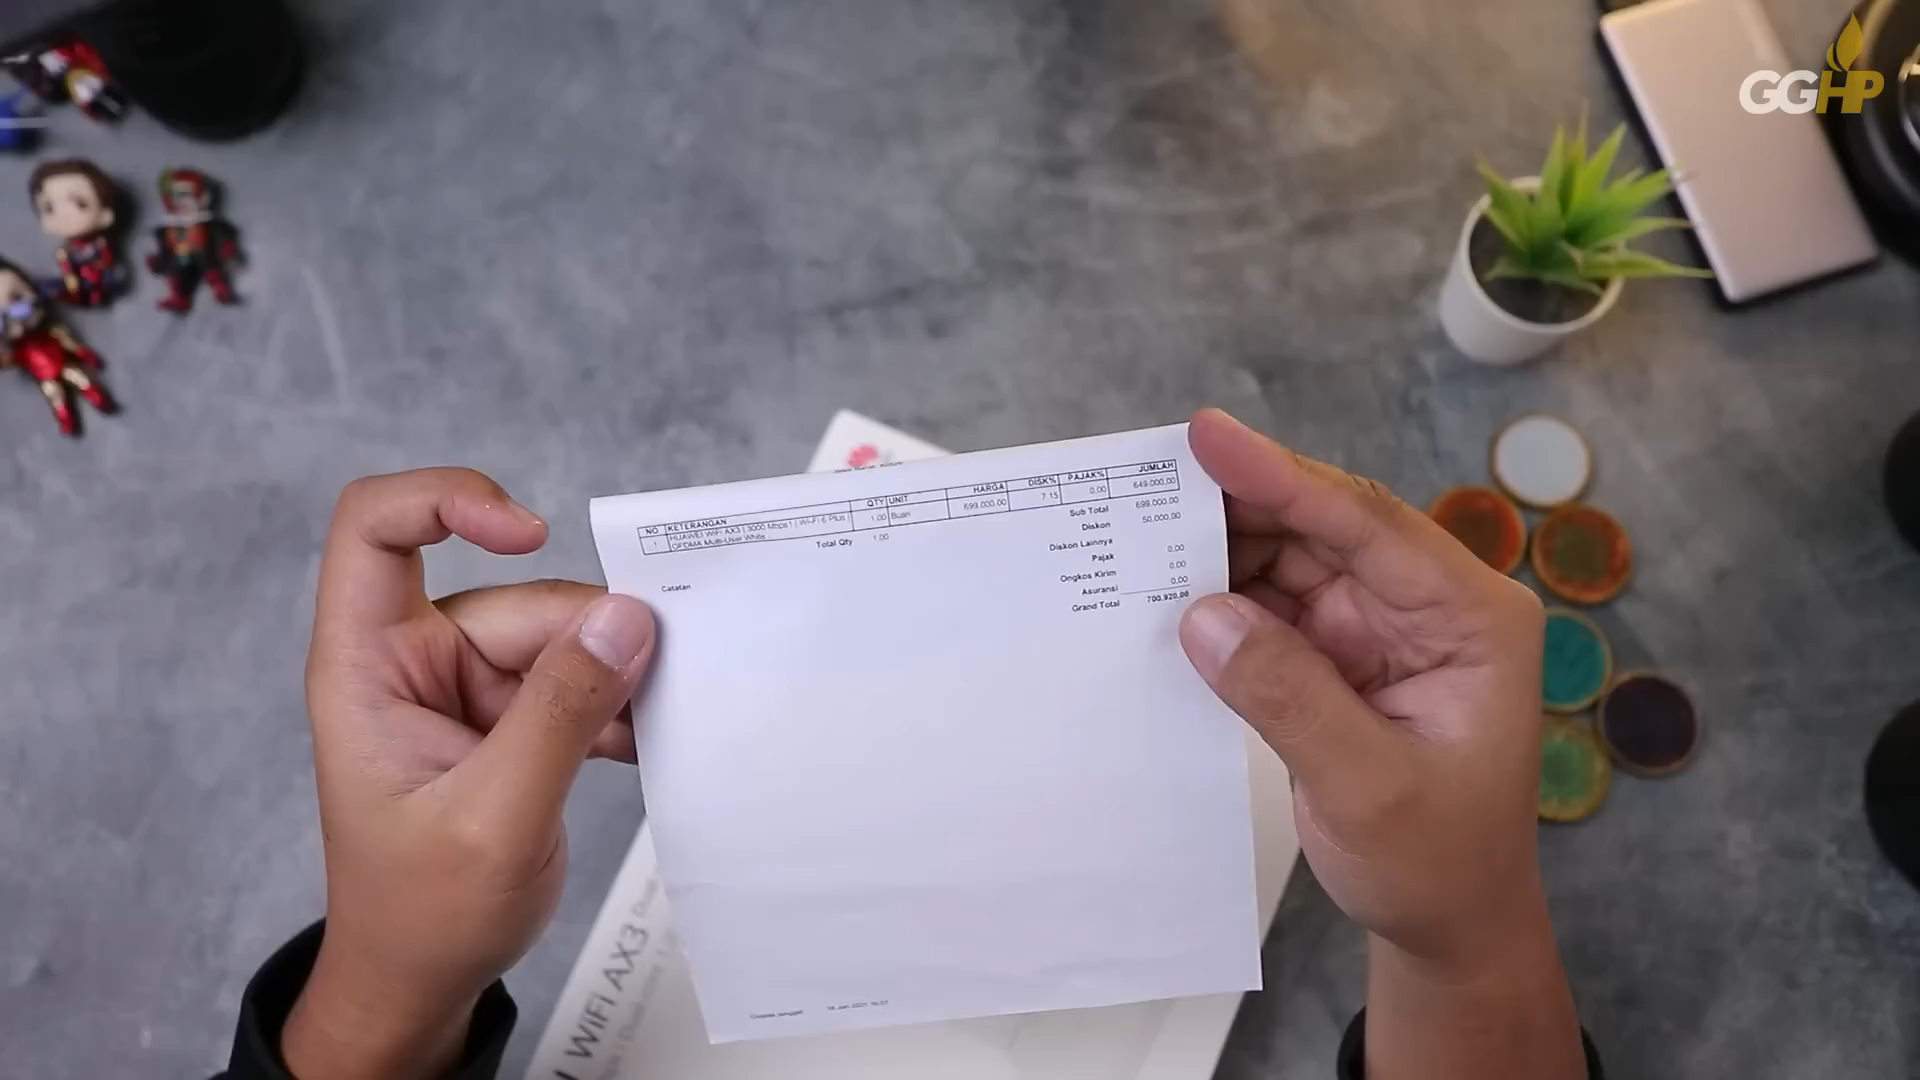 GGHP
NO KETERANGAN QTY UNIT HARGA DISK% PAJAK% JUMLAH
1 HUAWEI WiFi AX3 | 3000 Mbps1 | Wi-Fi 6 Plus | 1.00 Buah 699.000,00 7.15 0,00 649.000,00
OFDMA Multi-User White
Total Qty 1.00
Sub Total 699.000,00
Diskon 50.000,00
Diskon Lainnya
Pajak 0,00
Ongkos Kirim 0,00
Asuransi 0,00
Grand Total 700.920,00
Catatan
WiFi AX3